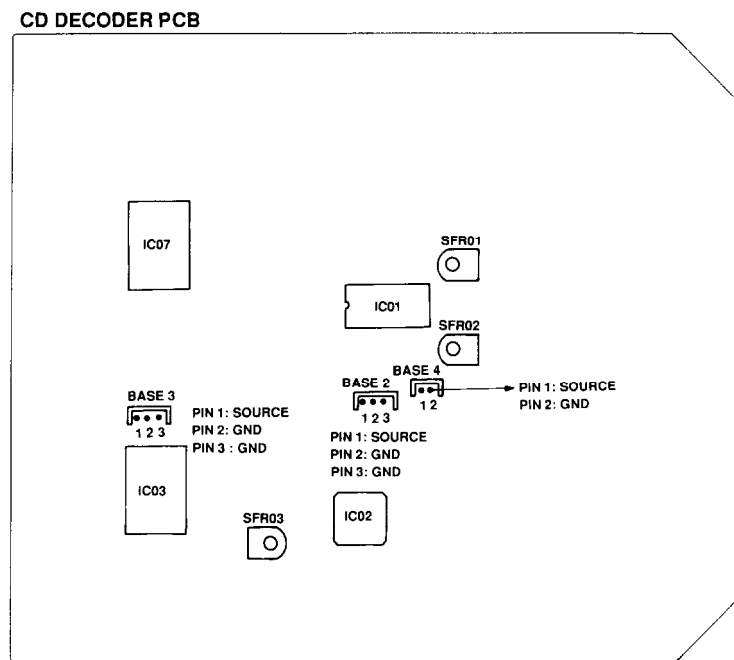 CD DECODER PCB
IC07
SFR01
IC01
SFR02
BASE 4
1 2
PIN 1: SOURCE
PIN 2: GND
BASE 3
1 2 3
PIN 1: SOURCE
PIN 2: GND
PIN 3 : GND
BASE 2
1 2 3
PIN 1: SOURCE
PIN 2: GND
PIN 3: GND
IC03
SFR03
IC02